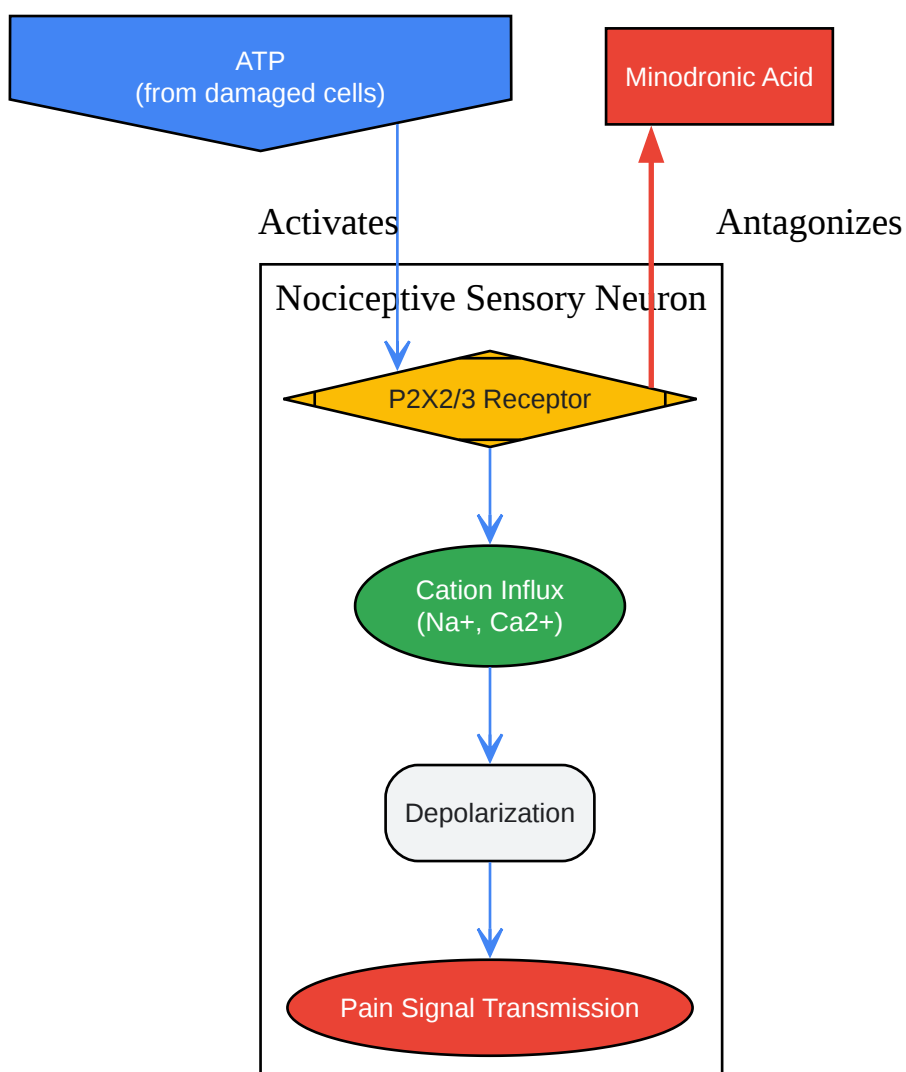 ATP
(from damaged cells)
Minodronic Acid
Activates
Antagonizes
Nociceptive Sensory Neuron
P2X2/3 Receptor
Cation Influx
(Na+, Ca2+)
Depolarization
Pain Signal Transmission